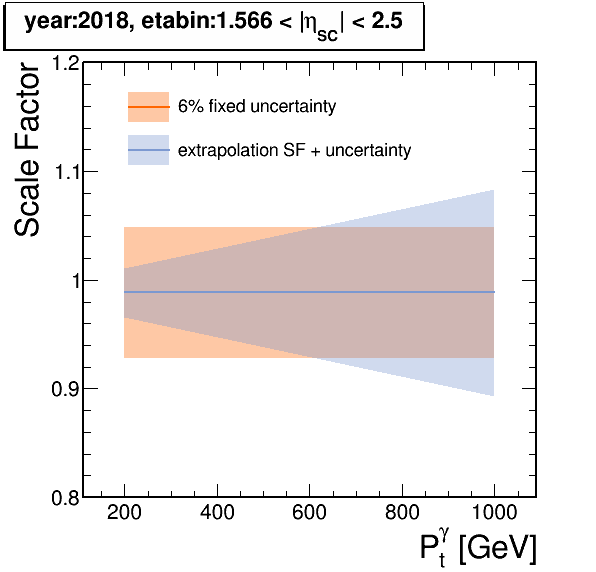 year:2018, etabin:1.566 < |η_SC| < 2.5
Scale Factor
1.2
1.1
1
0.9
0.8
6% fixed uncertainty
extrapolation SF + uncertainty
200 400 600 800 1000
P_t^γ [GeV]